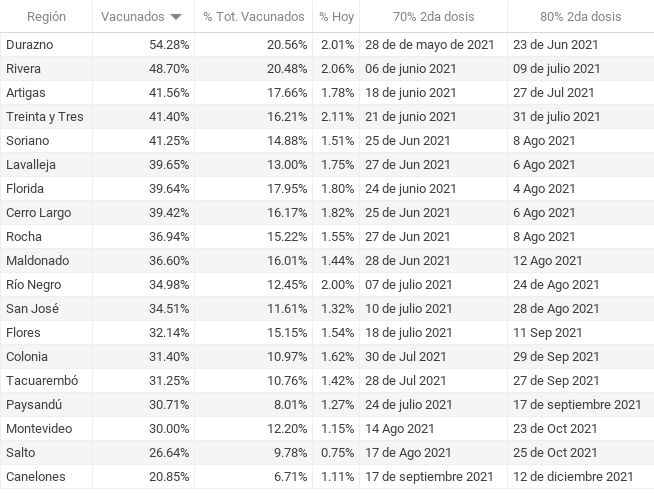 Región Vacunados % Tot. Vacunados % Hoy 70% 2da dosis 80% 2da dosis
Durazno 54.28% 20.56% 2.01% 28 de de mayo de 2021 23 de Jun 2021
Rivera 48.70% 20.48% 2.06% 06 de junio 2021 09 de julio 2021
Artigas 41.56% 17.66% 1.78% 18 de junio 2021 27 de Jul 2021
Treinta y Tres 41.40% 16.21% 2.11% 21 de junio 2021 31 de julio 2021
Soriano 41.25% 14.88% 1.51% 25 de Jun 2021 8 Ago 2021
Lavalleja 39.65% 13.00% 1.75% 27 de Jun 2021 6 Ago 2021
Florida 39.64% 17.95% 1.80% 24 de junio 2021 4 Ago 2021
Cerro Largo 39.42% 16.17% 1.82% 25 de Jun 2021 6 Ago 2021
Rocha 36.94% 15.22% 1.55% 27 de Jun 2021 8 Ago 2021
Maldonado 36.60% 16.01% 1.44% 28 de Jun 2021 12 Ago 2021
Río Negro 34.98% 12.45% 2.00% 07 de julio 2021 24 de Ago 2021
San José 34.51% 11.61% 1.32% 10 de julio 2021 28 de Ago 2021
Flores 32.14% 15.15% 1.54% 18 de julio 2021 11 Sep 2021
Colonia 31.40% 10.97% 1.62% 30 de Jul 2021 29 de Sep 2021
Tacuarembó 31.25% 10.76% 1.42% 28 de Jul 2021 27 de Sep 2021
Paysandú 30.71% 8.01% 1.27% 24 de julio 2021 17 de septiembre 2021
Montevideo 30.00% 12.20% 1.15% 14 Ago 2021 23 de Oct 2021
Salto 26.64% 9.78% 0.75% 17 de Ago 2021 25 de Oct 2021
Canelones 20.85% 6.71% 1.11% 17 de septiembre 2021 12 de diciembre 2021